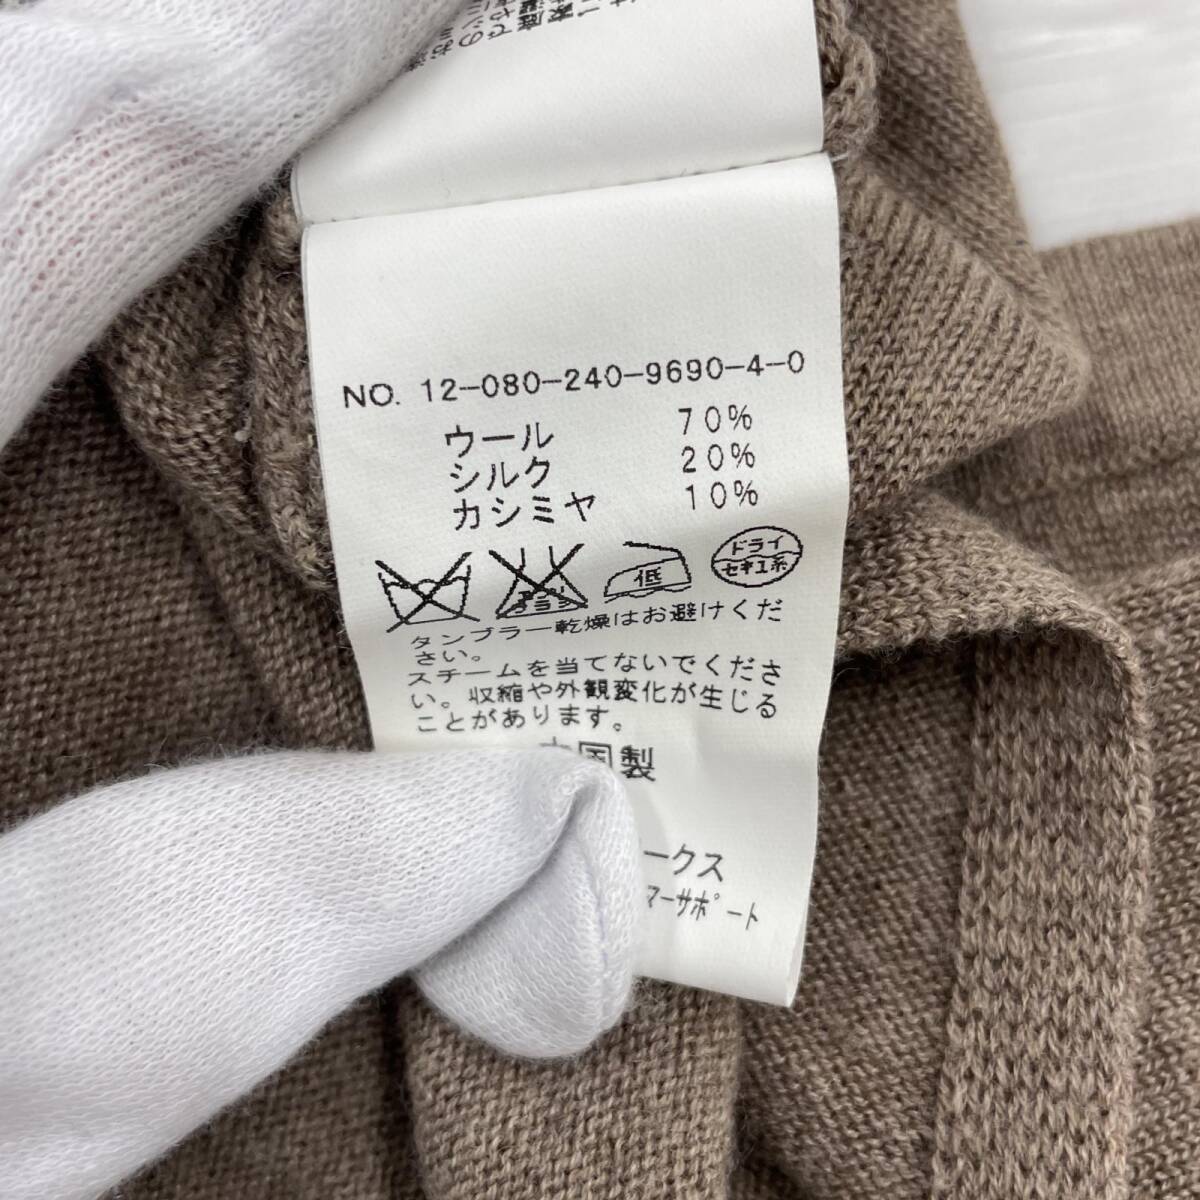 NO. 12-080-240-9690-4-0
ウール 70%
シルク 20%
カシミヤ 10%
低
ドライ
セキユ系
タンブラー乾燥はお避けくだ
さい。
スチームを当てないでくださ
い。収縮や外観変化が生じる
ことがあります。
国製
ークス
マーサポート